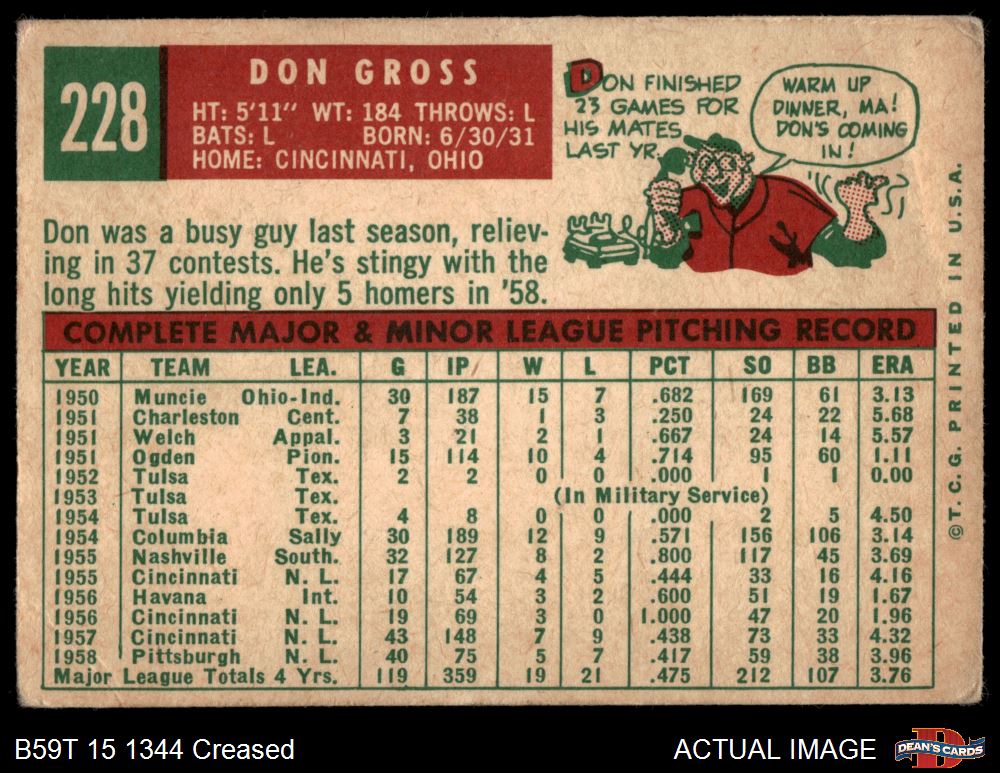 228
DON GROSS
HT: 5'11" WT: 184 THROWS: L
BATS: L BORN: 6/30/31
HOME: CINCINNATI, OHIO
DON FINISHED
23 GAMES FOR
HIS MATES
LAST YR.
WARM UP
DINNER, MA!
DON'S COMING
IN!
Don was a busy guy last season, reliev-
ing in 37 contests. He's stingy with the
long hits yielding only 5 homers in '58.
COMPLETE MAJOR & MINOR LEAGUE PITCHING RECORD
YEAR TEAM LEA. G IP W L PCT SO BB ERA
1950 Muncie Ohio-Ind. 30 187 15 7 .682 169 61 3.13
1951 Charleston Cent. 7 38 1 3 .250 24 22 5.68
1951 Welch Appal. 3 21 2 1 .667 24 14 5.57
1951 Ogden Pion. 15 114 10 4 .714 95 60 1.11
1952 Tulsa Tex. 2 2 0 0 .000 1 1 0.00
1953 Tulsa Tex. (In Military Service)
1954 Tulsa Tex. 4 8 0 0 .000 2 5 4.50
1954 Columbia Sally 30 189 12 9 .571 156 106 3.14
1955 Nashville South. 32 127 8 2 .800 117 45 3.69
1955 Cincinnati N. L. 17 67 4 5 .444 33 16 4.16
1956 Havana Int. 10 54 3 2 .600 51 19 1.67
1956 Cincinnati N. L. 19 69 3 0 1.000 47 20 1.96
1957 Cincinnati N. L. 43 148 7 9 .438 73 33 4.32
1958 Pittsburgh N. L. 40 75 5 7 .417 59 38 3.96
Major League Totals 4 Yrs. 119 359 19 21 .475 212 107 3.76
©T. C. G. PRINTED IN U.S.A.
B59T 15 1344 Creased
ACTUAL IMAGE
D
DEAN'S CARDS